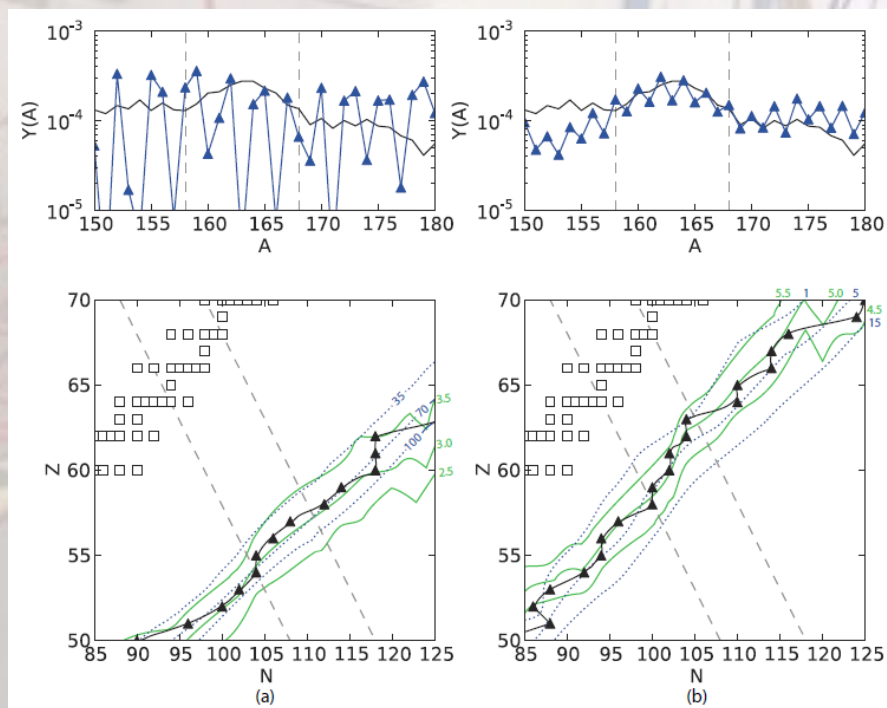 10⁻³ 10⁻³
Y(A) 10⁻⁴ Y(A) 10⁻⁴
10⁻⁵ 10⁻⁵
150 155 160 165 170 175 180 150 155 160 165 170 175 180
A A
5.5 1 5.0 5
70 70 4.5
15
65 35 65
70 3.5
100
Z 60 3.0 Z 60
2.5
55 55
50 50
85 90 95 100 105 110 115 120 125 85 90 95 100 105 110 115 120 125
N N
(a) (b)